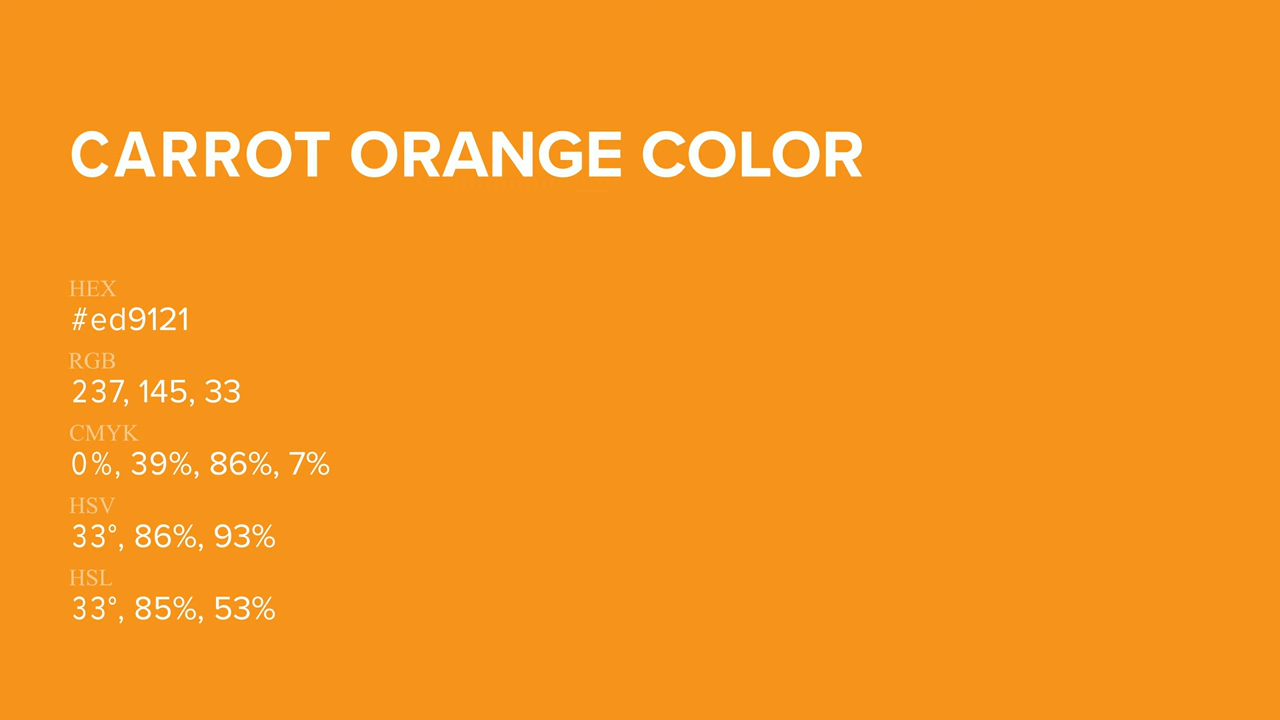 CARROT ORANGE COLOR
HEX
#ed9121
RGB
237, 145, 33
CMYK
0%, 39%, 86%, 7%
HSV
33°, 86%, 93%
HSL
33°, 85%, 53%